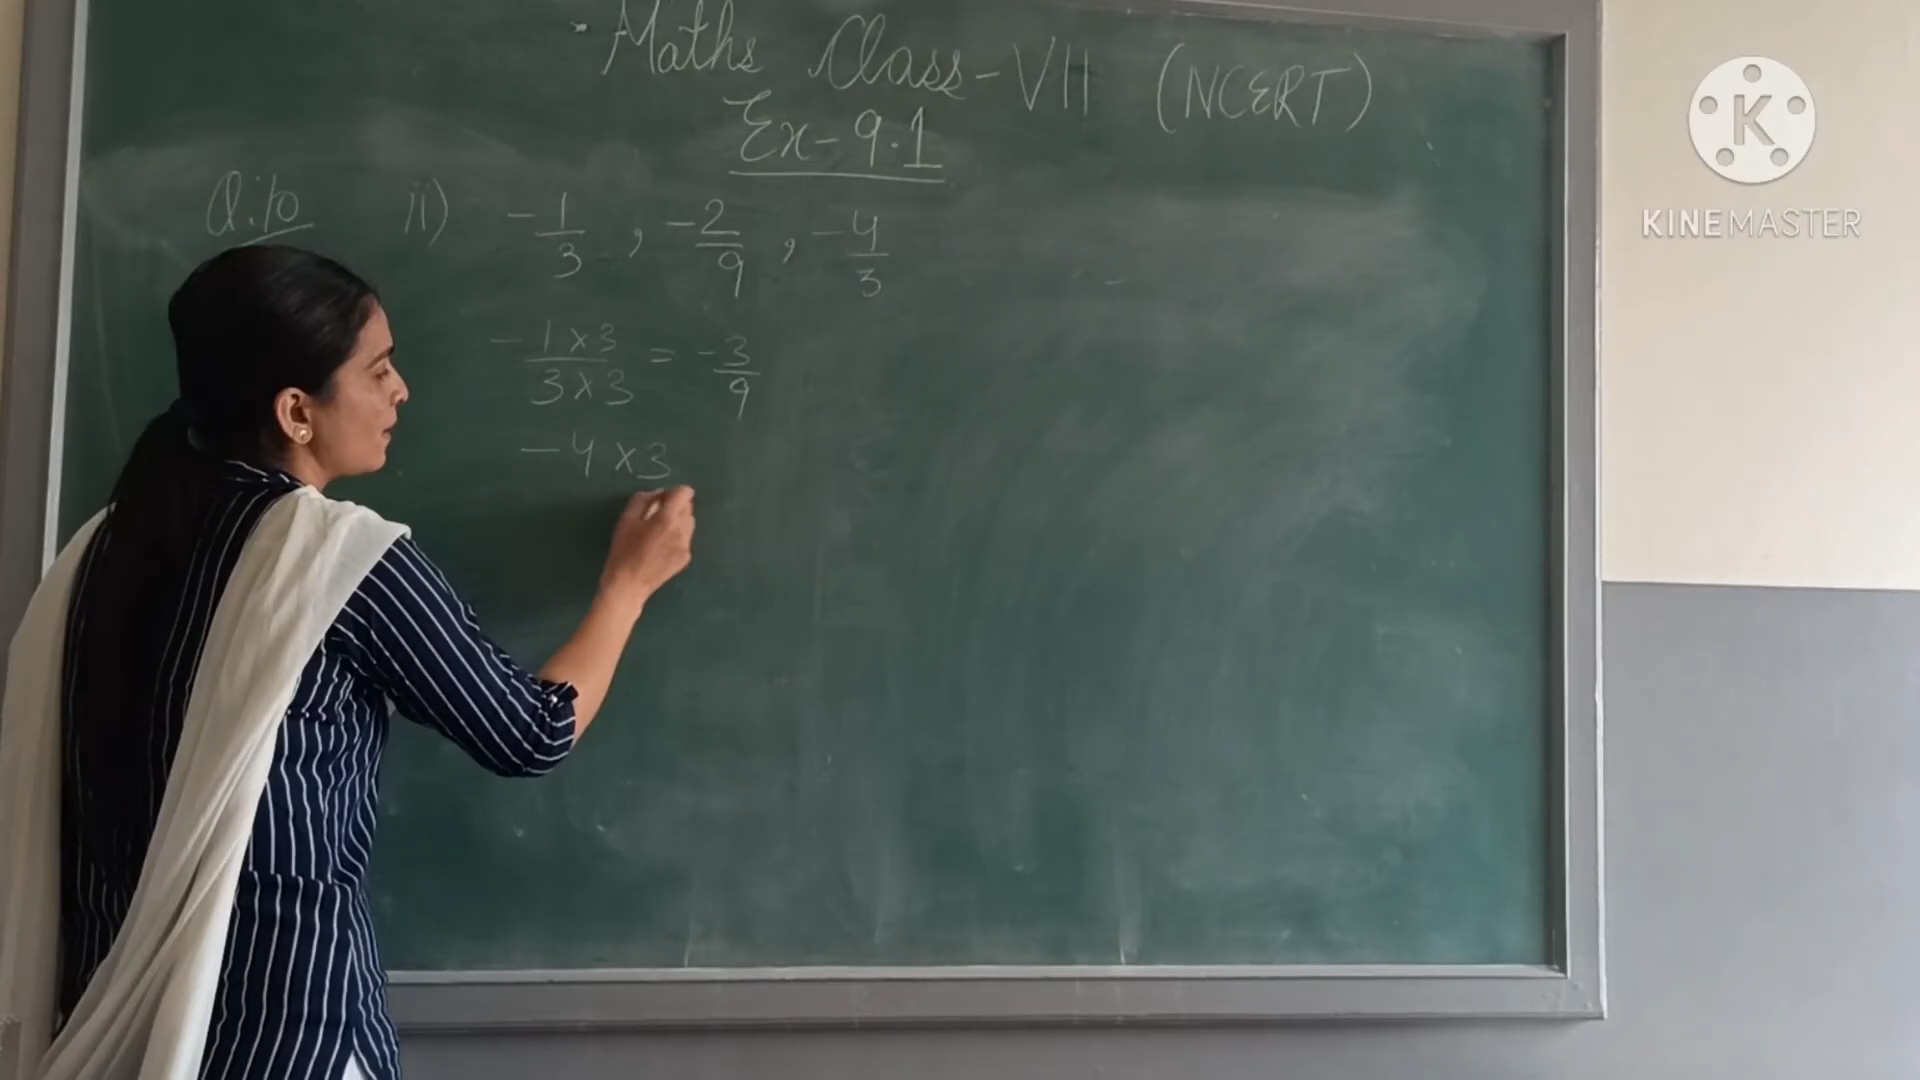 Maths Class-VII (NCERT)
Ex-9.1
Q.10 ii) -1/3 , -2/9 , -4/3
-1×3/3×3 = -3/9
-4×3
K
KINEMASTER